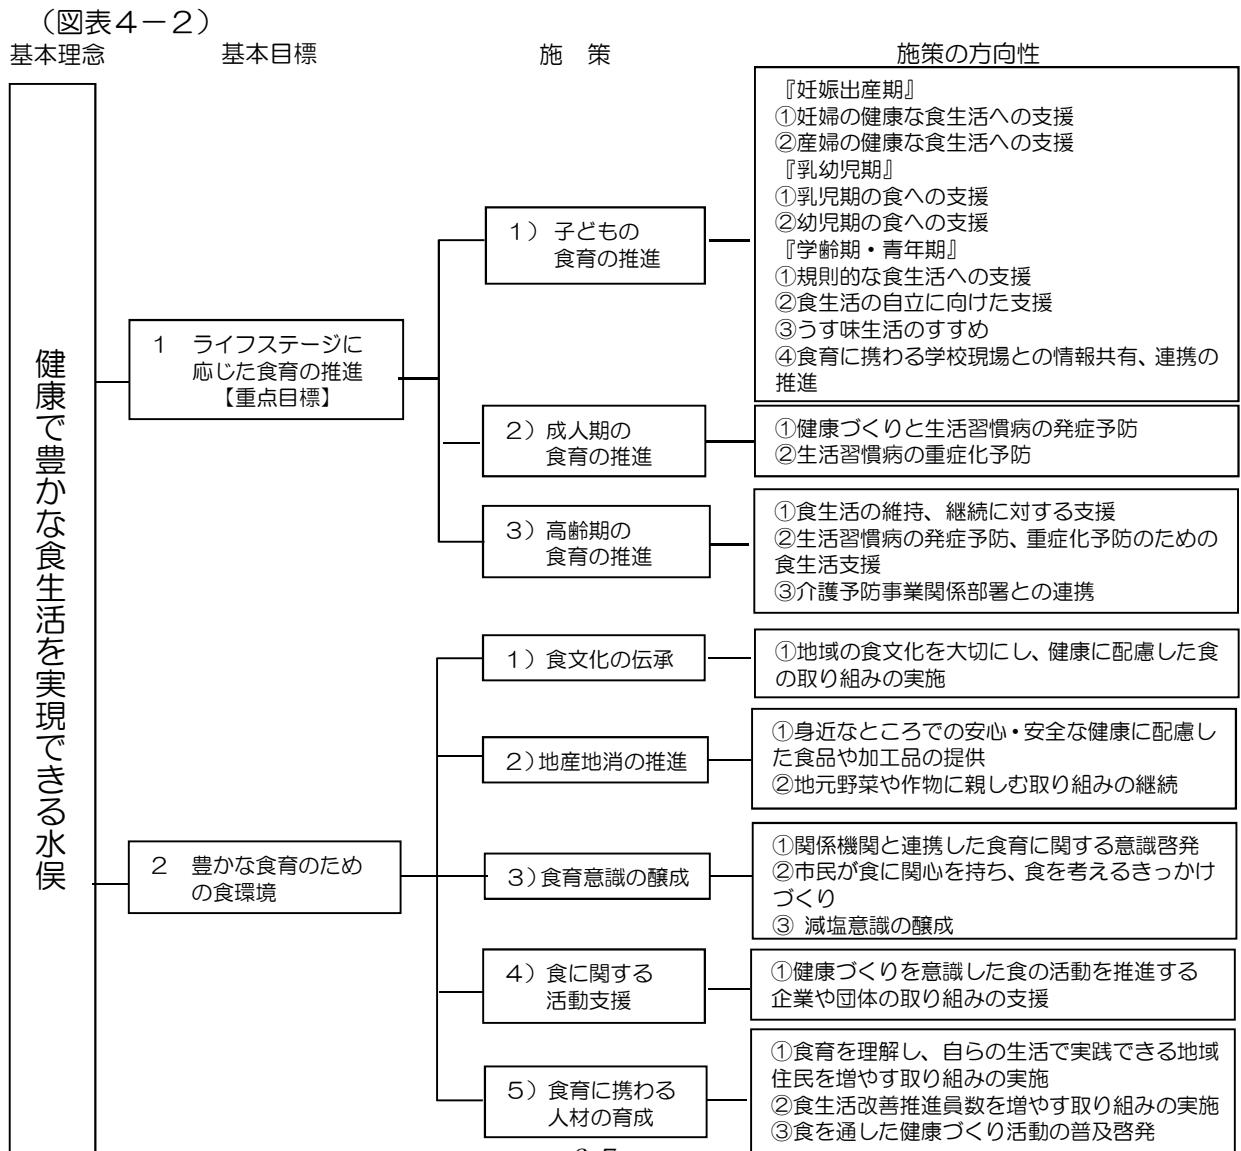 （図表４－２）
基本理念　基本目標　施　策　施策の方向性
健康で豊かな食生活を実現できる水俣
１　ライフステージに
応じた食育の推進
【重点目標】
１） 子どもの
食育の推進
『妊娠出産期』
①妊婦の健康な食生活への支援
②産婦の健康な食生活への支援
『乳幼児期』
①乳児期の食への支援
②幼児期の食への支援
『学齢期・青年期』
①規則的な食生活への支援
②食生活の自立に向けた支援
③うす味生活のすすめ
④食育に携わる学校現場との情報共有、連携の
推進
２）成人期の
食育の推進
①健康づくりと生活習慣病の発症予防
②生活習慣病の重症化予防
３）高齢期の
食育の推進
①食生活の維持、継続に対する支援
②生活習慣病の発症予防、重症化予防のための
食生活支援
③介護予防事業関係部署との連携
２　豊かな食育のため
の食環境
１）食文化の伝承
①地域の食文化を大切にし、健康に配慮した食
の取り組みの実施
２）地産地消の推進
①身近なところでの安心・安全な健康に配慮し
た食品や加工品の提供
②地元野菜や作物に親しむ取り組みの継続
３）食育意識の醸成
①関係機関と連携した食育に関する意識啓発
②市民が食に関心を持ち、食を考えるきっかけ
づくり
③ 減塩意識の醸成
４）食に関する
活動支援
①健康づくりを意識した食の活動を推進する
企業や団体の取り組みの支援
５）食育に携わる
人材の育成
①食育を理解し、自らの生活で実践できる地域
住民を増やす取り組みの実施
②食生活改善推進員数を増やす取り組みの実施
③食を通した健康づくり活動の普及啓発